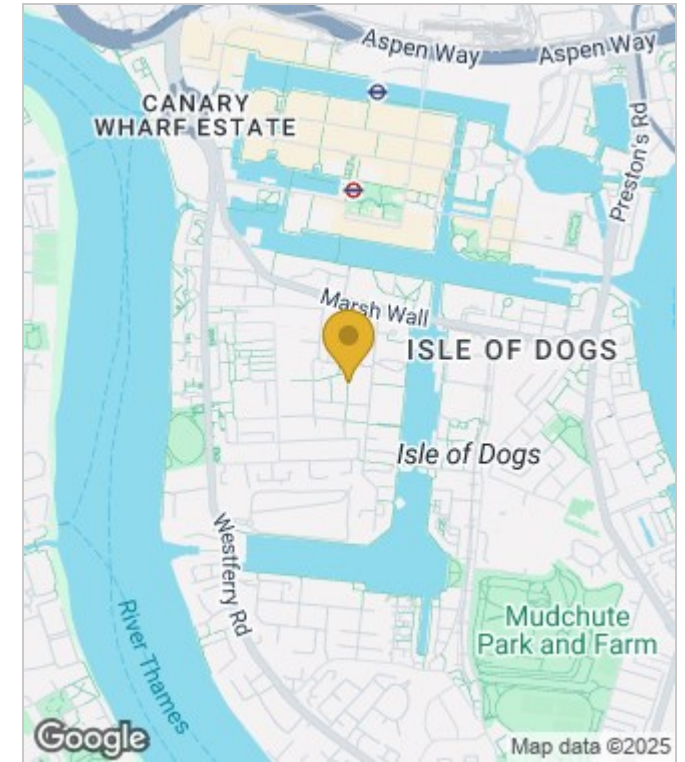 Aspen Way
Aspen Way
CANARY
WHARF ESTATE
Preston's Rd
Marsh Wall
ISLE OF DOGS
Isle of Dogs
Westferry Rd
River Thames
Mudchute
Park and Farm
Google
Map data ©2025